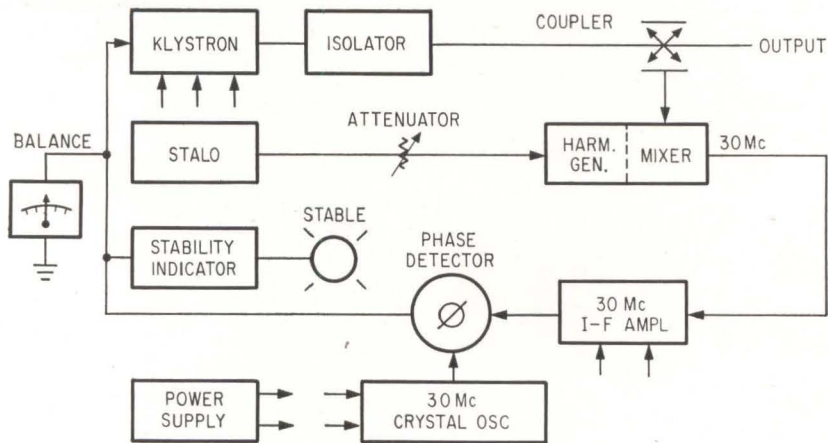 KLYSTRON
ISOLATOR
COUPLER
OUTPUT
BALANCE
STALO
ATTENUATOR
HARM.
GEN.
MIXER
30 Mc
STABILITY
INDICATOR
STABLE
PHASE
DETECTOR
Ø
30 Mc
I-F AMPL
POWER
SUPPLY
30 Mc
CRYSTAL OSC